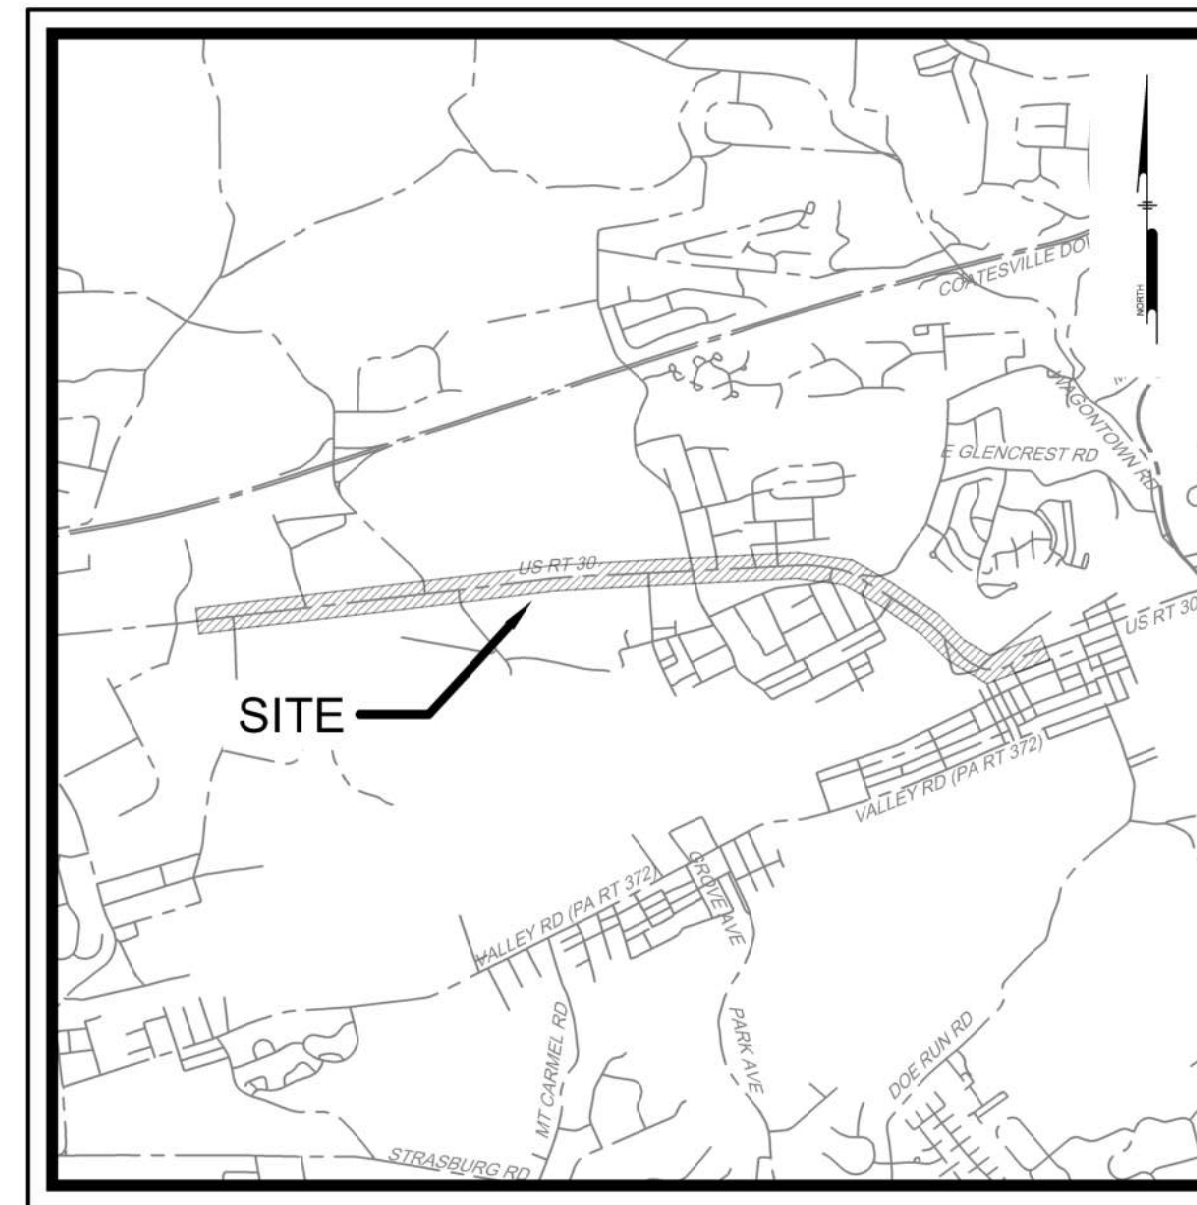 COATESVILLE DOW
NORTH
WAGONTOWN RD
E GLENCREST RD
US RT 30
US RT 30
SITE
VALLEY RD (PA RT 372)
VALLEY RD (PA RT 372)
GROVE AVE
MT CARMEL RD
PARK AVE
DOE RUN RD
STRASBURG RD